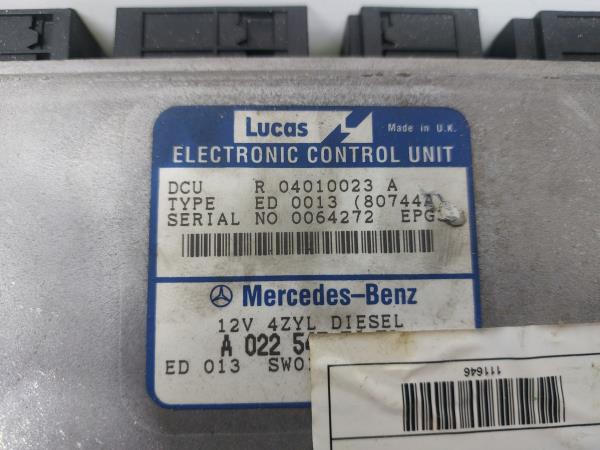 Lucas Made in U.K.
ELECTRONIC CONTROL UNIT
DCU R 04010023 A
TYPE ED 0013 (80744A)
SERIAL NO 0064272 EPG
Mercedes-Benz
12V 4ZYL DIESEL
A 022
ED 013
111646